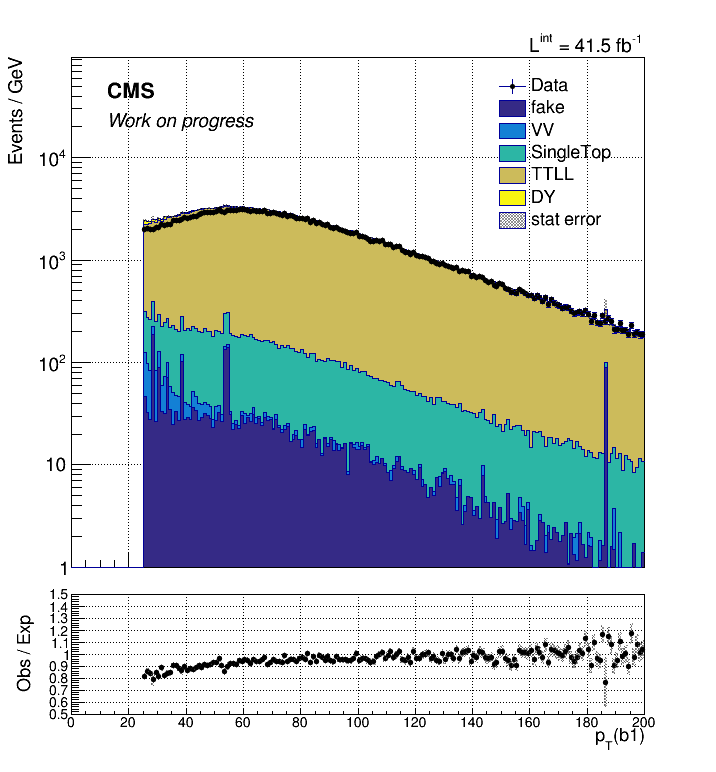 L^int = 41.5 fb^-1
Events / GeV
CMS
Work on progress
Data
fake
VV
SingleTop
TTLL
DY
stat error
10^4
10^3
10^2
10
1
Obs / Exp
1.5
1.4
1.3
1.2
1.1
1
0.9
0.8
0.7
0.6
0.5
0 20 40 60 80 100 120 140 160 180 200
p_T(b1)